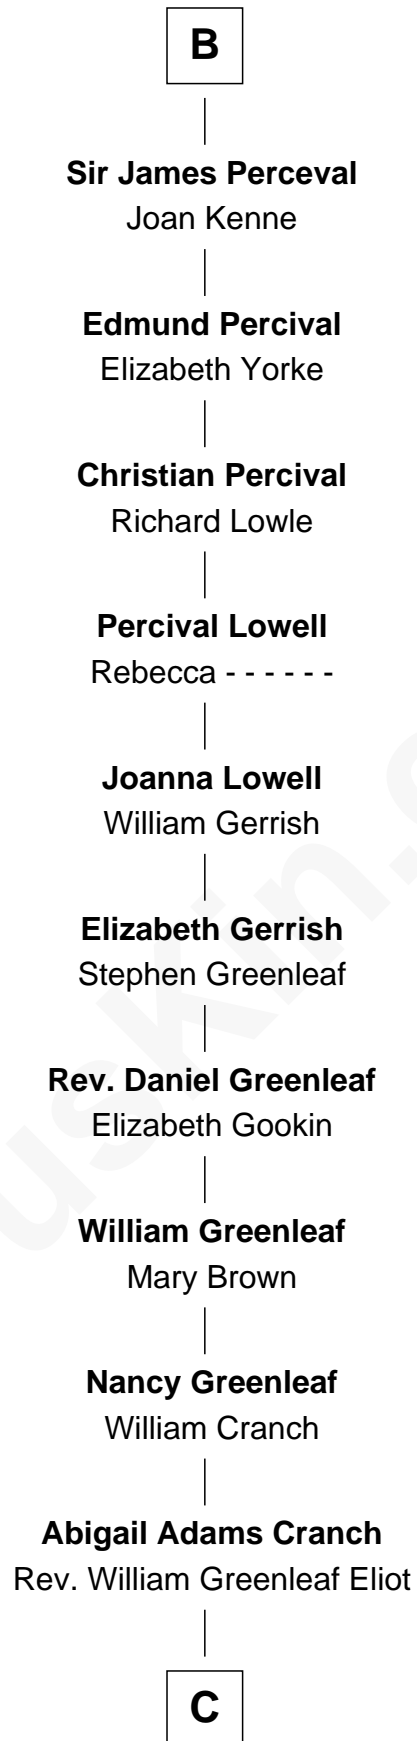 B
Sir James Perceval
Joan Kenne
Edmund Percival
Elizabeth Yorke
Christian Percival
Richard Lowle
Percival Lowell
Rebecca - - - - - -
Joanna Lowell
William Gerrish
Elizabeth Gerrish
Stephen Greenleaf
Rev. Daniel Greenleaf
Elizabeth Gookin
William Greenleaf
Mary Brown
Nancy Greenleaf
William Cranch
Abigail Adams Cranch
Rev. William Greenleaf Eliot
C